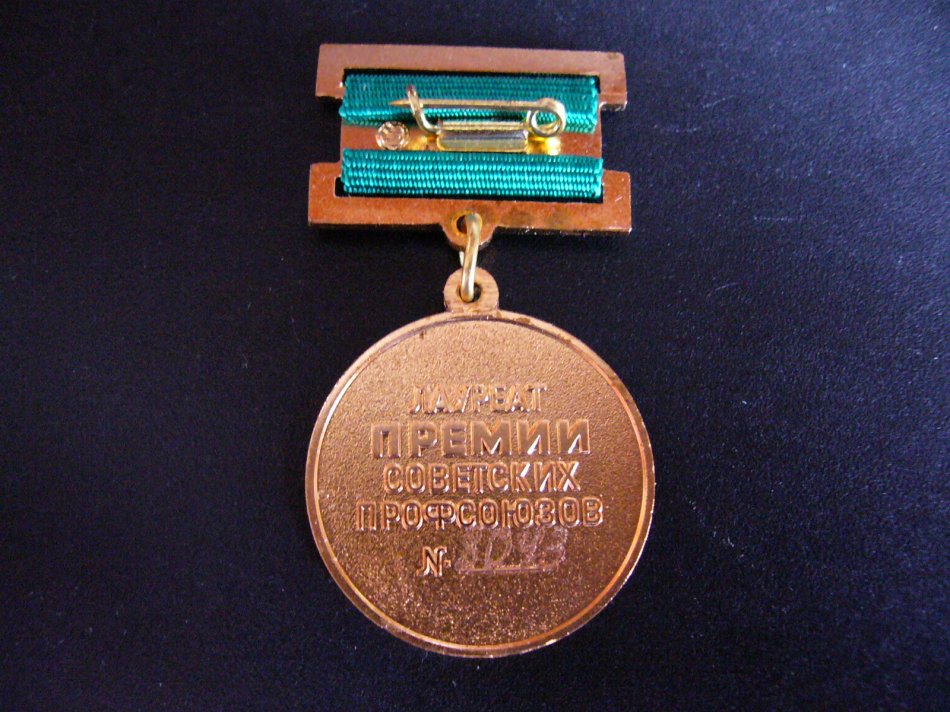 ЛАУРЕАТ
ПРЕМИИ
СОВЕТСКИХ
ПРОФСОЮЗОВ
№